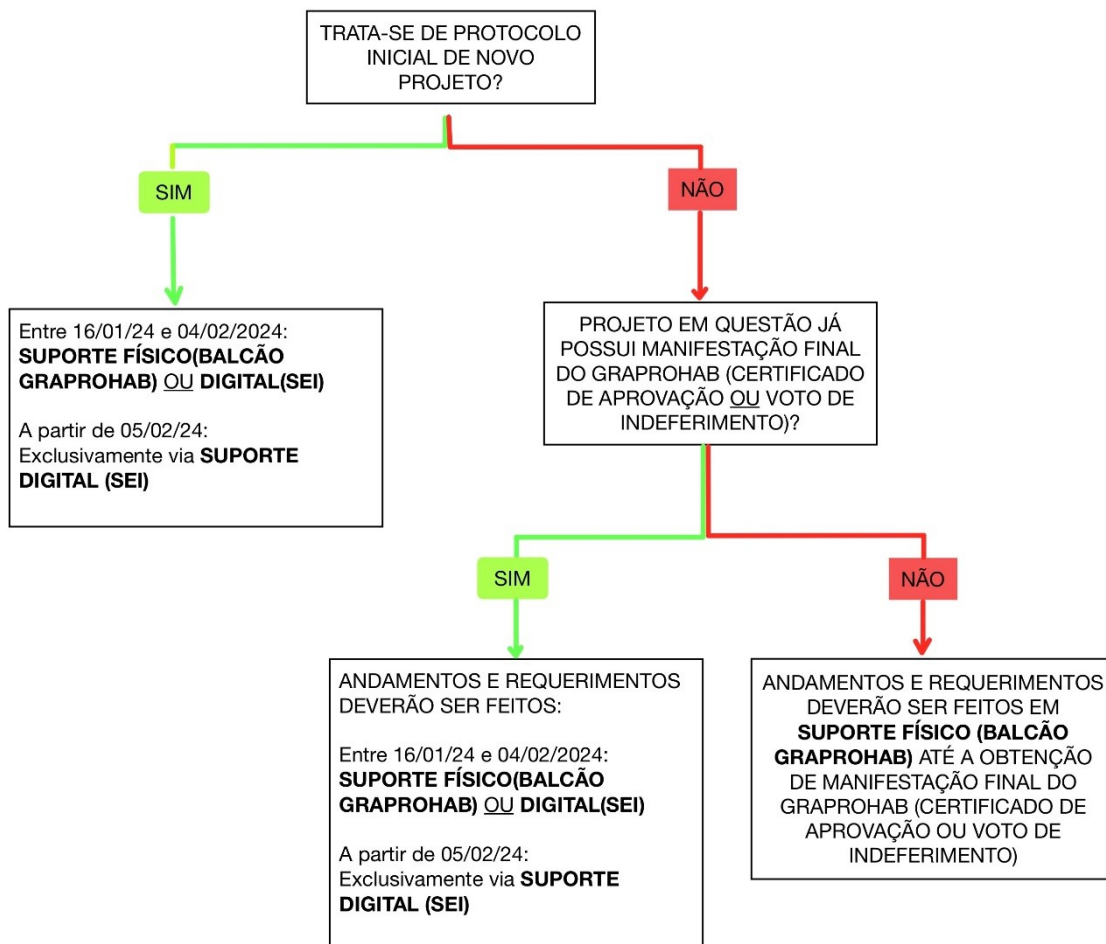 TRATA-SE DE PROTOCOLO
INICIAL DE NOVO
PROJETO?
SIM
NÃO
Entre 16/01/24 e 04/02/2024:
SUPORTE FÍSICO(BALCÃO
GRAPROHAB) OU DIGITAL(SEI)
A partir de 05/02/24:
Exclusivamente via SUPORTE
DIGITAL (SEI)
PROJETO EM QUESTÃO JÁ
POSSUI MANIFESTAÇÃO FINAL
DO GRAPROHAB (CERTIFICADO
DE APROVAÇÃO OU VOTO DE
INDEFERIMENTO)?
SIM
NÃO
ANDAMENTOS E REQUERIMENTOS
DEVERÃO SER FEITOS:
Entre 16/01/24 e 04/02/2024:
SUPORTE FÍSICO(BALCÃO
GRAPROHAB) OU DIGITAL(SEI)
A partir de 05/02/24:
Exclusivamente via SUPORTE
DIGITAL (SEI)
ANDAMENTOS E REQUERIMENTOS
DEVERÃO SER FEITOS EM
SUPORTE FÍSICO (BALCÃO
GRAPROHAB) ATÉ A OBTENÇÃO
DE MANIFESTAÇÃO FINAL DO
GRAPROHAB (CERTIFICADO DE
APROVAÇÃO OU VOTO DE
INDEFERIMENTO)